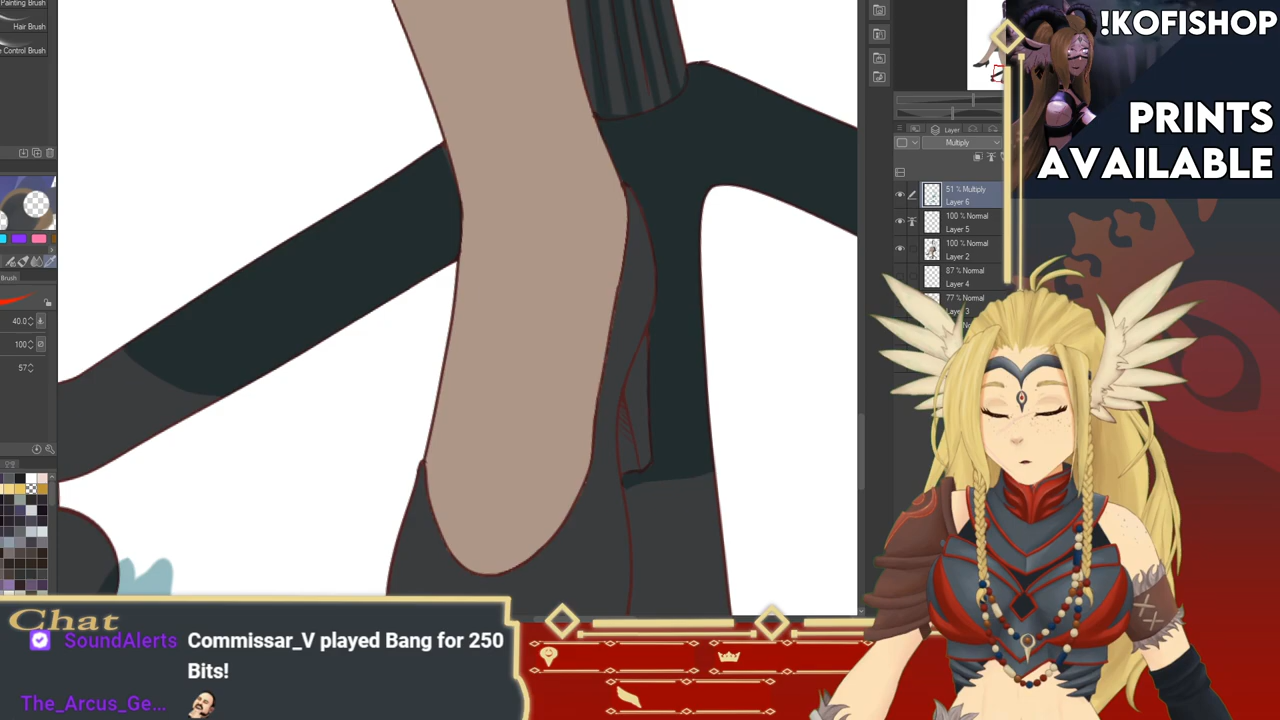 Painting Brush
Hair Brush
e Control Brush
Brush
40.0
100
57
Layer
Multiply
51 % Multiply
Layer 6
100 % Normal
Layer 5
100 % Normal
Layer 2
87 % Normal
Layer 4
77 % Normal
!KOFISHOP
PRINTS
AVAILABLE
Chat
SoundAlerts Commissar_V played Bang for 250
Bits!
The_Arcus_Ge...